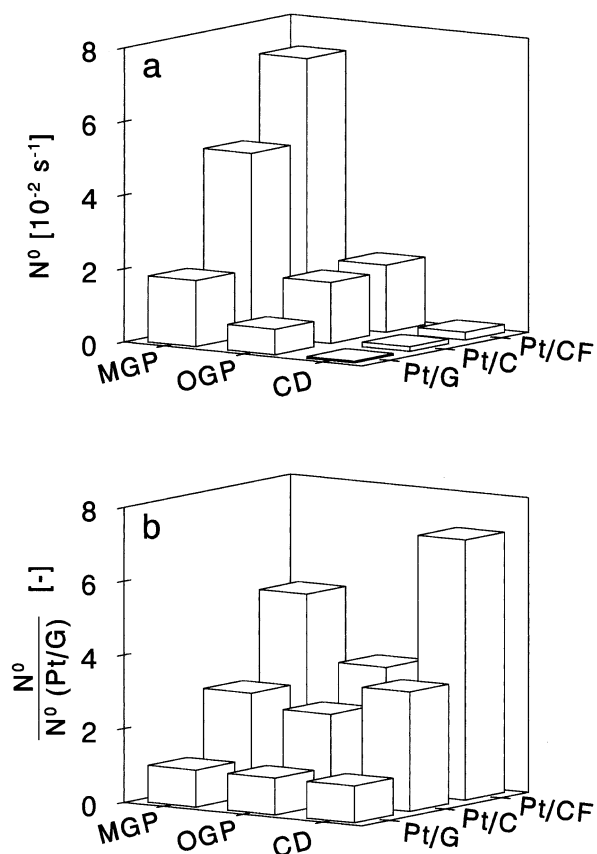 a
8
6
4
2
0
N⁰ [10⁻² s⁻¹]
MGP
OGP
CD
Pt/G
Pt/C
Pt/CF
b
8
6
4
2
0
N⁰
N⁰ (Pt/G)
[-]
MGP
OGP
CD
Pt/G
Pt/C
Pt/CF